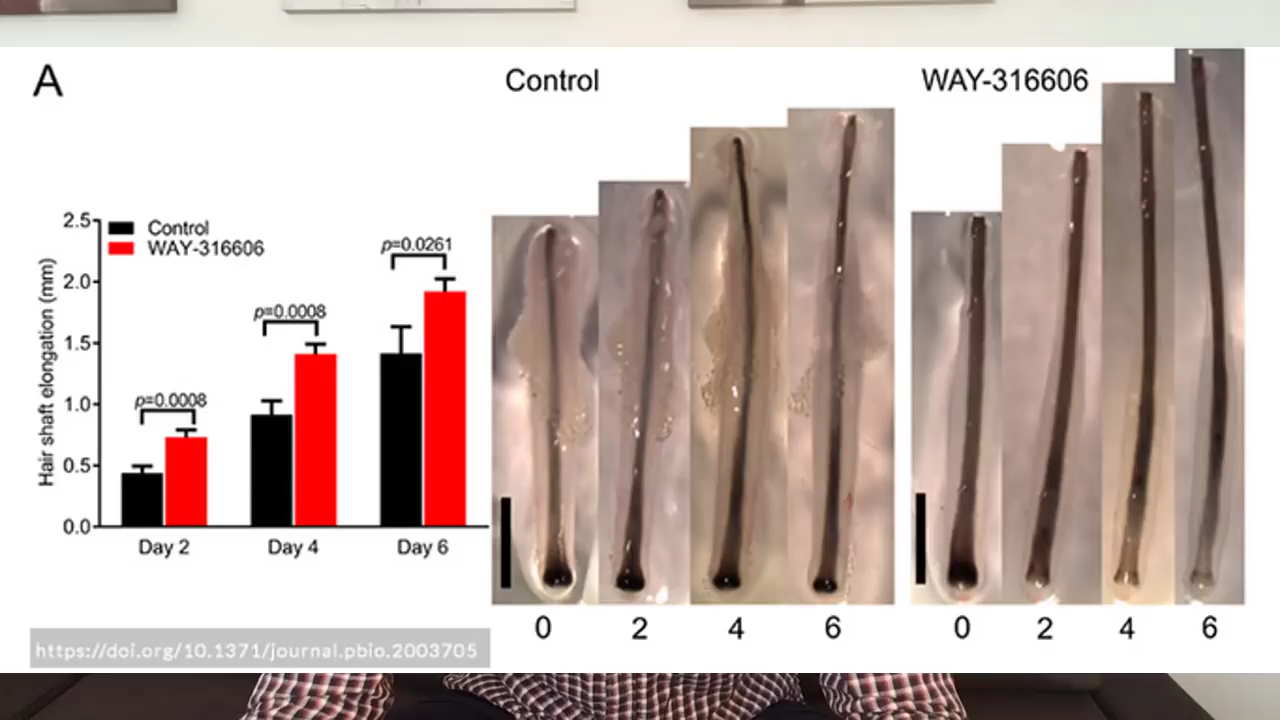 A
Control
WAY-316606
2.5
2.0
1.5
1.0
0.5
0.0
Hair shaft elongation (mm)
Control
WAY-316606
p=0.0008
p=0.0008
p=0.0261
Day 2
Day 4
Day 6
0
2
4
6
0
2
4
6
https://doi.org/10.1371/journal.pbio.2003705